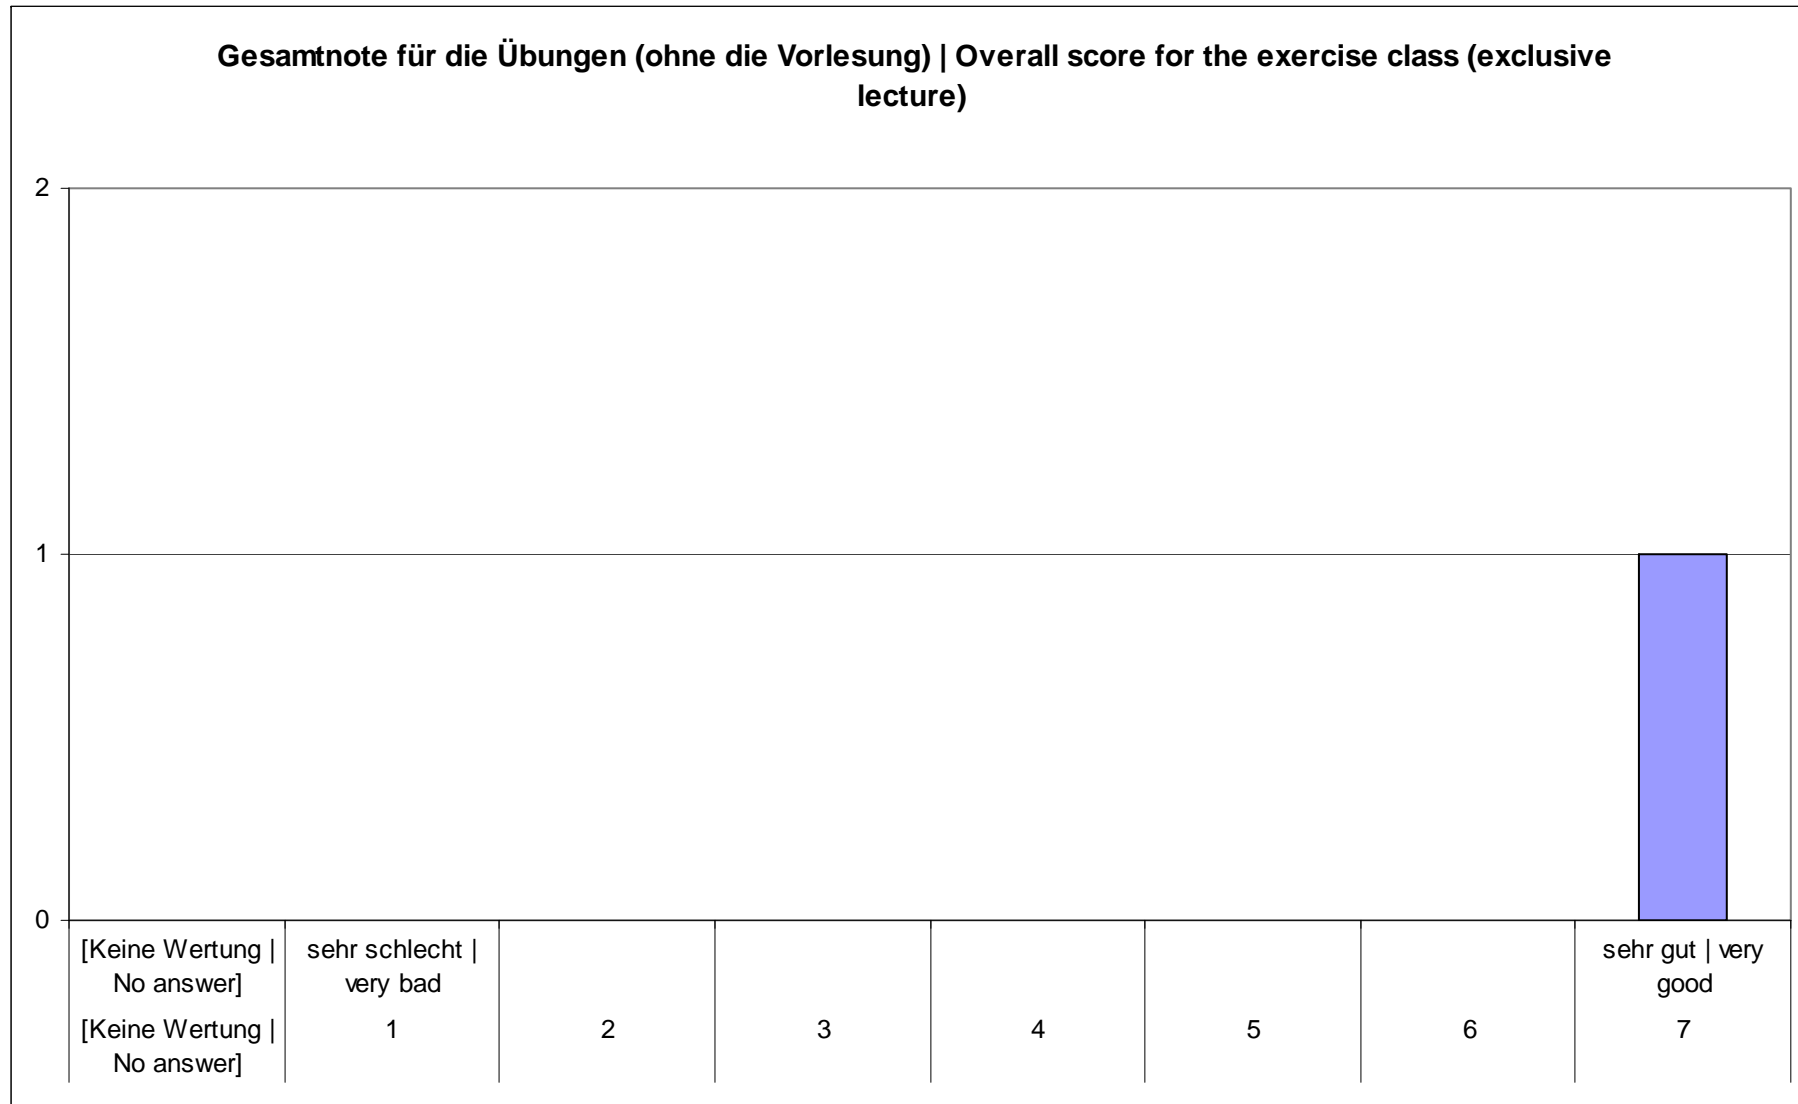 Gesamtnote für die Übungen (ohne die Vorlesung) | Overall score for the exercise class (exclusive
lecture)
2
1
0
[Keine Wertung |
No answer]
sehr schlecht |
very bad
sehr gut | very
good
[Keine Wertung |
No answer]
1
2
3
4
5
6
7